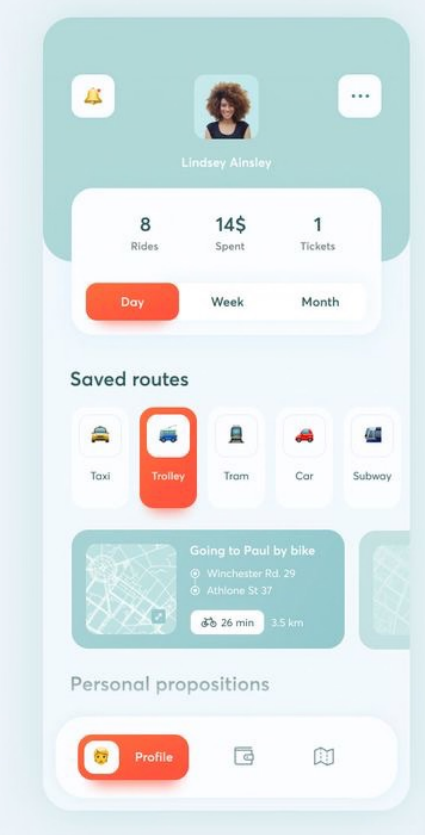 Lindsey Ainsley
8 14$ 1
Rides Spent Tickets
Day Week Month
Saved routes
Taxi Trolley Tram Car Subway
Going to Paul by bike
Winchester Rd. 29
Athlone St 37
26 min 3.5 km
Personal propositions
Profile